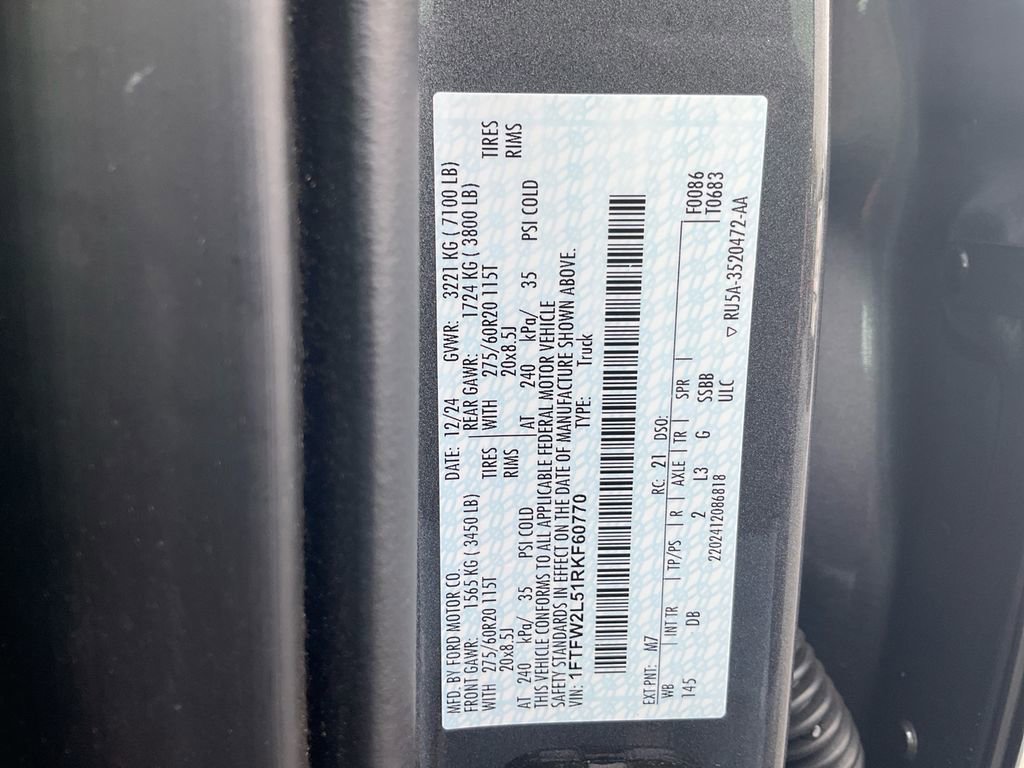 MFD. BY FORD MOTOR CO. DATE: 12/24 GVWR: 3221 KG ( 7100 LB)
FRONT GAWR: 1565 KG ( 3450 LB) REAR GAWR: 1724 KG ( 3800 LB)
WITH 275/60R20 115T TIRES WITH 275/60R20 115T TIRES
20x8.5J RIMS 20x8.5J RIMS
AT 240 kPa/ 35 PSI COLD AT 240 kPa/ 35 PSI COLD
THIS VEHICLE CONFORMS TO ALL APPLICABLE FEDERAL MOTOR VEHICLE
SAFETY STANDARDS IN EFFECT ON THE DATE OF MANUFACTURE SHOWN ABOVE.
VIN: 1FTFW2L51RKF60770 TYPE: Truck
EXT PNT: M7 RC: 21 DSO:
WB INT TR TP/PS R AXLE TR SPR F0086
145 DB 2 L3 G SSBB T0683
ULC
2202412086818 ▽ RU5A-3520472-AA